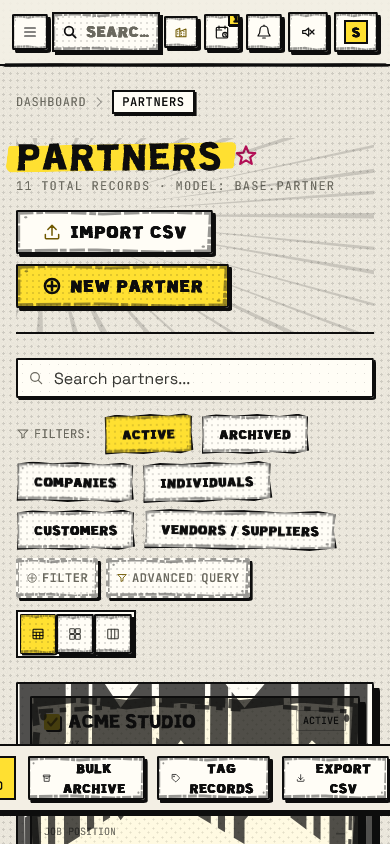 SEARC...
S
DASHBOARD > PARTNERS
PARTNERS
11 TOTAL RECORDS · MODEL: BASE.PARTNER
IMPORT CSV
NEW PARTNER
Search partners...
FILTERS: ACTIVE ARCHIVED
COMPANIES INDIVIDUALS
CUSTOMERS VENDORS / SUPPLIERS
FILTER ADVANCED QUERY
ACME STUDIO ACTIVE
BULK ARCHIVE
TAG RECORDS
EXPORT CSV
JOB POSITION